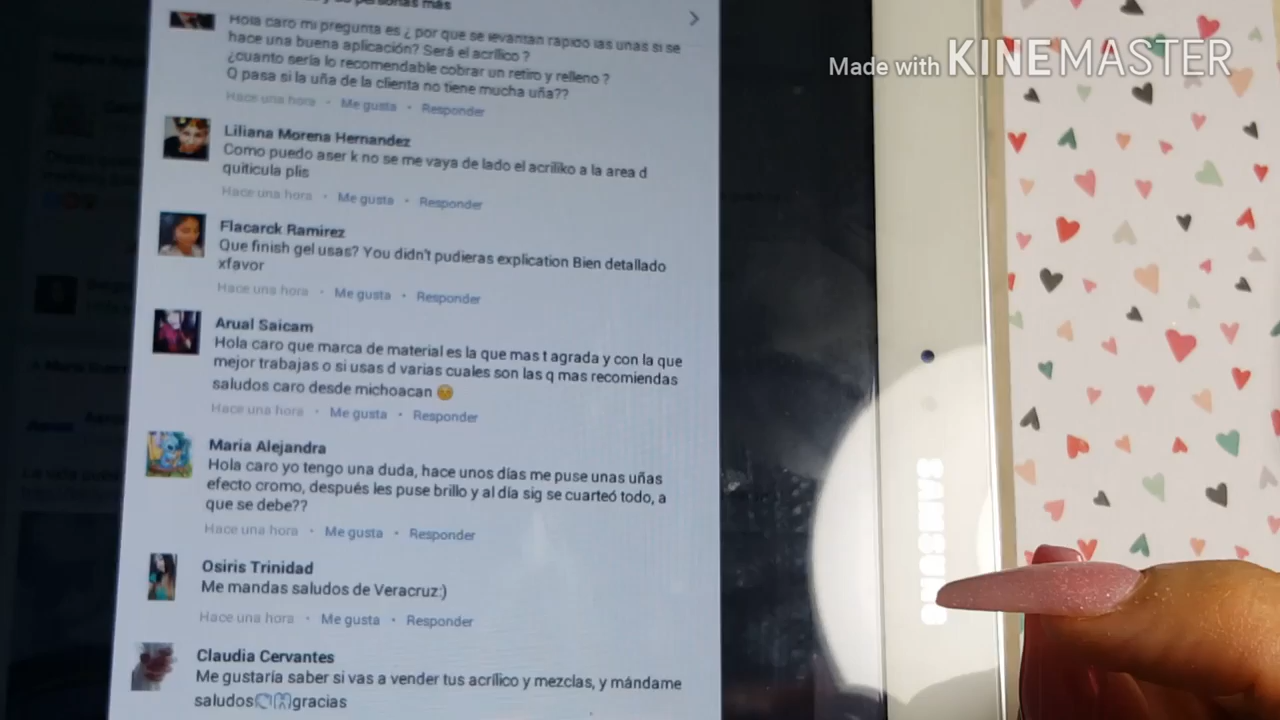 personas más
Hola caro mi pregunta es ¿ por que se levantan rapido las unas si se
hace una buena aplicación? Será el acrílico ?
¿cuanto sería lo recomendable cobrar un retiro y relleno ?
Q pasa si la uña de la clienta no tiene mucha uña??
Hace una hora • Me gusta • Responder
Liliana Morena Hernandez
Como puedo aser k no se me vaya de lado el acriliko a la area d
quiticula plis
Hace una hora • Me gusta • Responder
Flacarck Ramirez
Que finish gel usas? You didn't pudieras explication Bien detallado
xfavor
Hace una hora • Me gusta • Responder
Arual Saicam
Hola caro que marca de material es la que mas t agrada y con la que
mejor trabajas o si usas d varias cuales son las q mas recomiendas
saludos caro desde michoacan
Hace una hora • Me gusta • Responder
Maria Alejandra
Hola caro yo tengo una duda, hace unos días me puse unas uñas
efecto cromo, después les puse brillo y al día sig se cuarteó todo, a
que se debe??
Hace una hora • Me gusta • Responder
Osiris Trinidad
Me mandas saludos de Veracruz:)
Hace una hora • Me gusta • Responder
Claudia Cervantes
Me gustaría saber si vas a vender tus acrílico y mezclas, y mándame
saludos gracias
Made with KINEMASTER
SAMSUNG